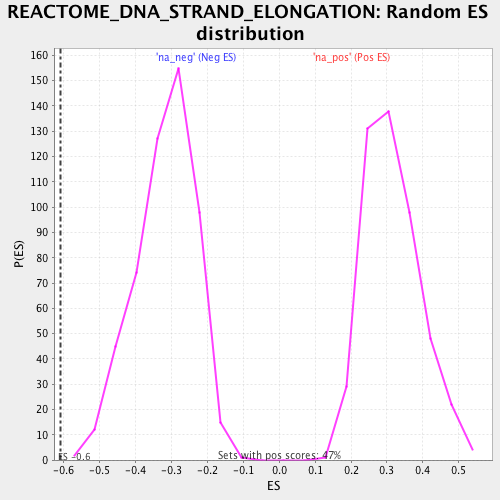 REACTOME_DNA_STRAND_ELONGATION: Random ES
distribution
'na_neg' (Neg ES)
'na_pos' (Pos ES)
160
150
140
130
120
110
100
90
80
70
60
50
40
30
20
10
0
P(ES)
ES -0.6
Sets with pos scores: 47%
-0.6 -0.5 -0.4 -0.3 -0.2 -0.1 0.0 0.1 0.2 0.3 0.4 0.5
ES